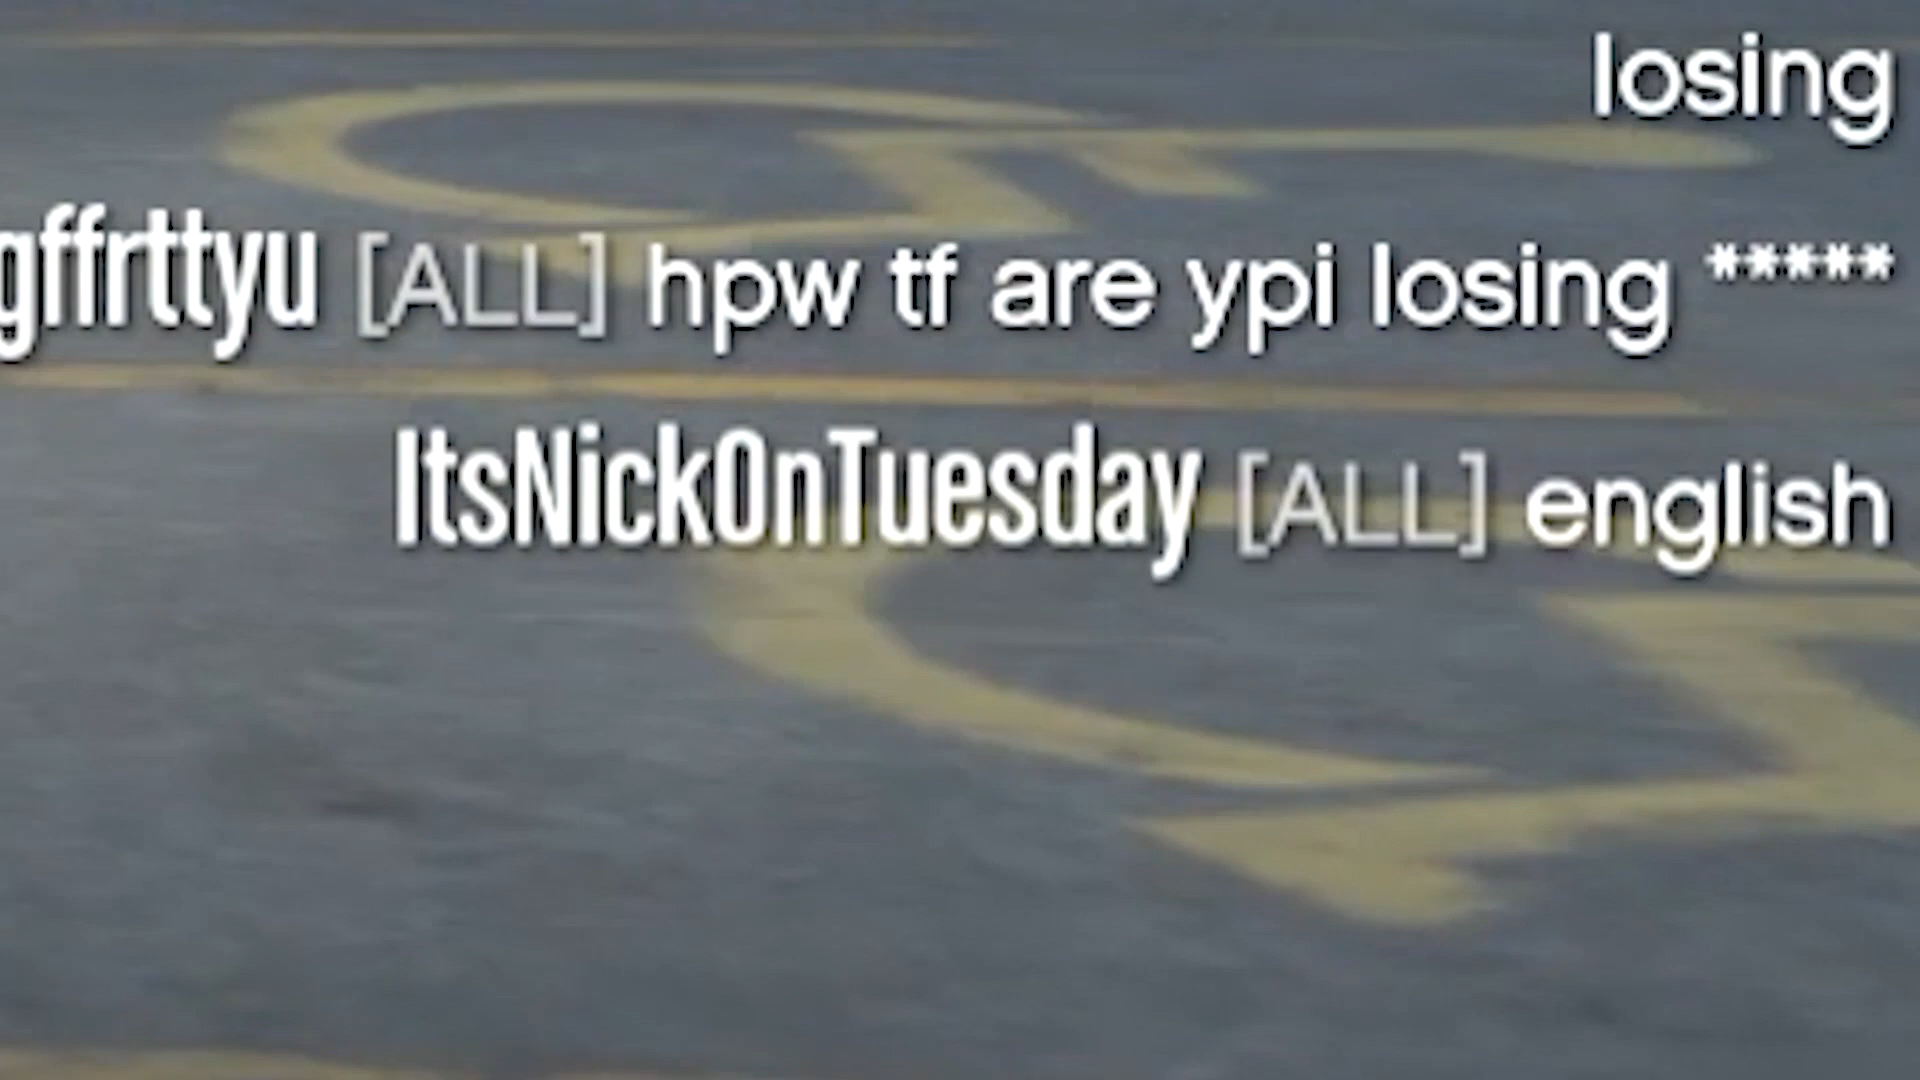 losing
gffrttyu [ALL] hpw tf are ypi losing *****
ItsNickOnTuesday [ALL] english